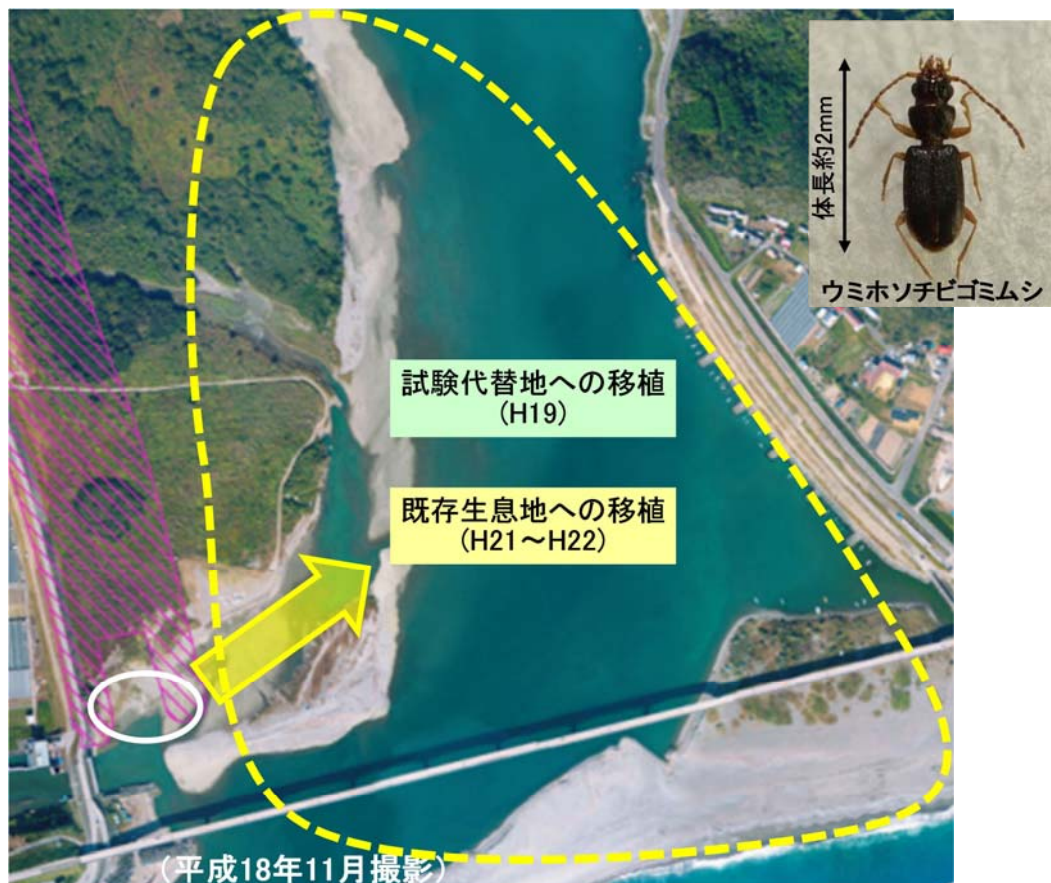 体長約2mm
ウミホソチビゴミムシ
試験代替地への移植
(H19)
既存生息地への移植
(H21～H22)
(平成18年11月撮影)